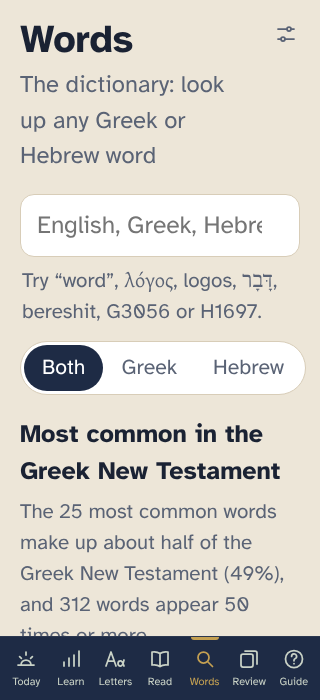 Words
The dictionary: look
up any Greek or
Hebrew word
English, Greek, Hebre
Try “word”, λόγος, logos, דָּבָר,
bereshit, G3056 or H1697.
Both Greek Hebrew
Most common in the
Greek New Testament
The 25 most common words
make up about half of the
Greek New Testament (49%),
and 312 words appear 50
times or more
Today Learn Letters Read Words Review Guide